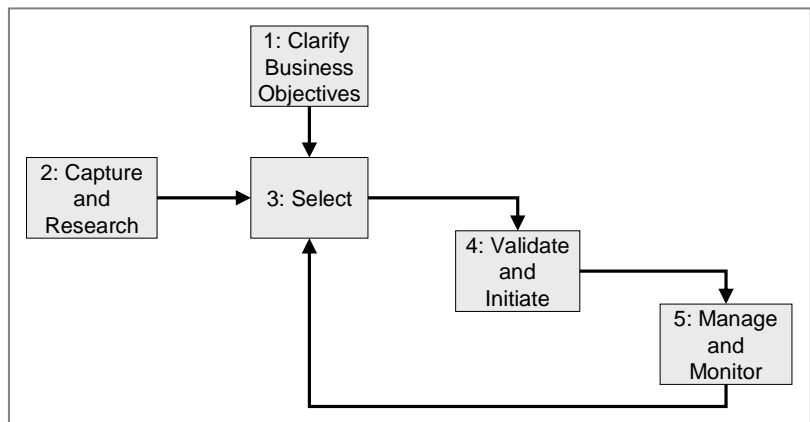 1: Clarify
Business
Objectives
2: Capture
and
Research
3: Select
4: Validate
and
Initiate
5: Manage
and
Monitor